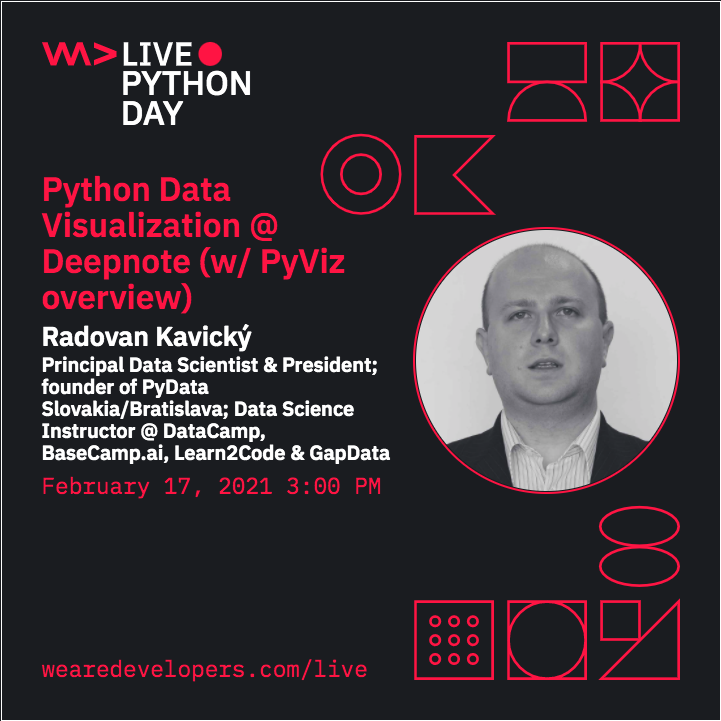 LIVE
PYTHON
DAY
Python Data
Visualization @
Deepnote (w/ PyViz
overview)
Radovan Kavický
Principal Data Scientist & President;
founder of PyData
Slovakia/Bratislava; Data Science
Instructor @ DataCamp,
BaseCamp.ai, Learn2Code & GapData
February 17, 2021 3:00 PM
wearedevelopers.com/live